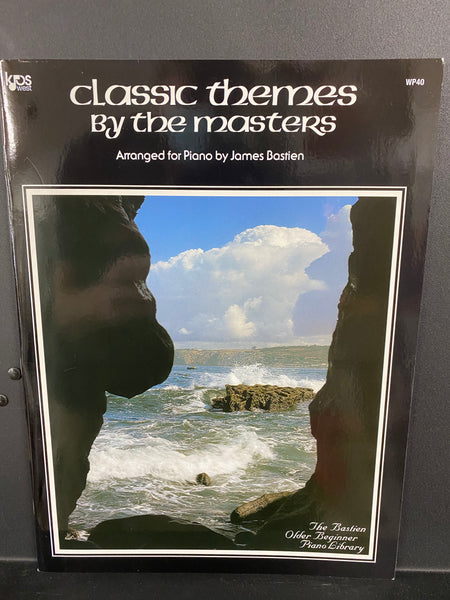 KJOS
west
WP40
Classic Themes
By the Masters
Arranged for Piano by James Bastien
The Bastien
Older Beginner
Piano Library